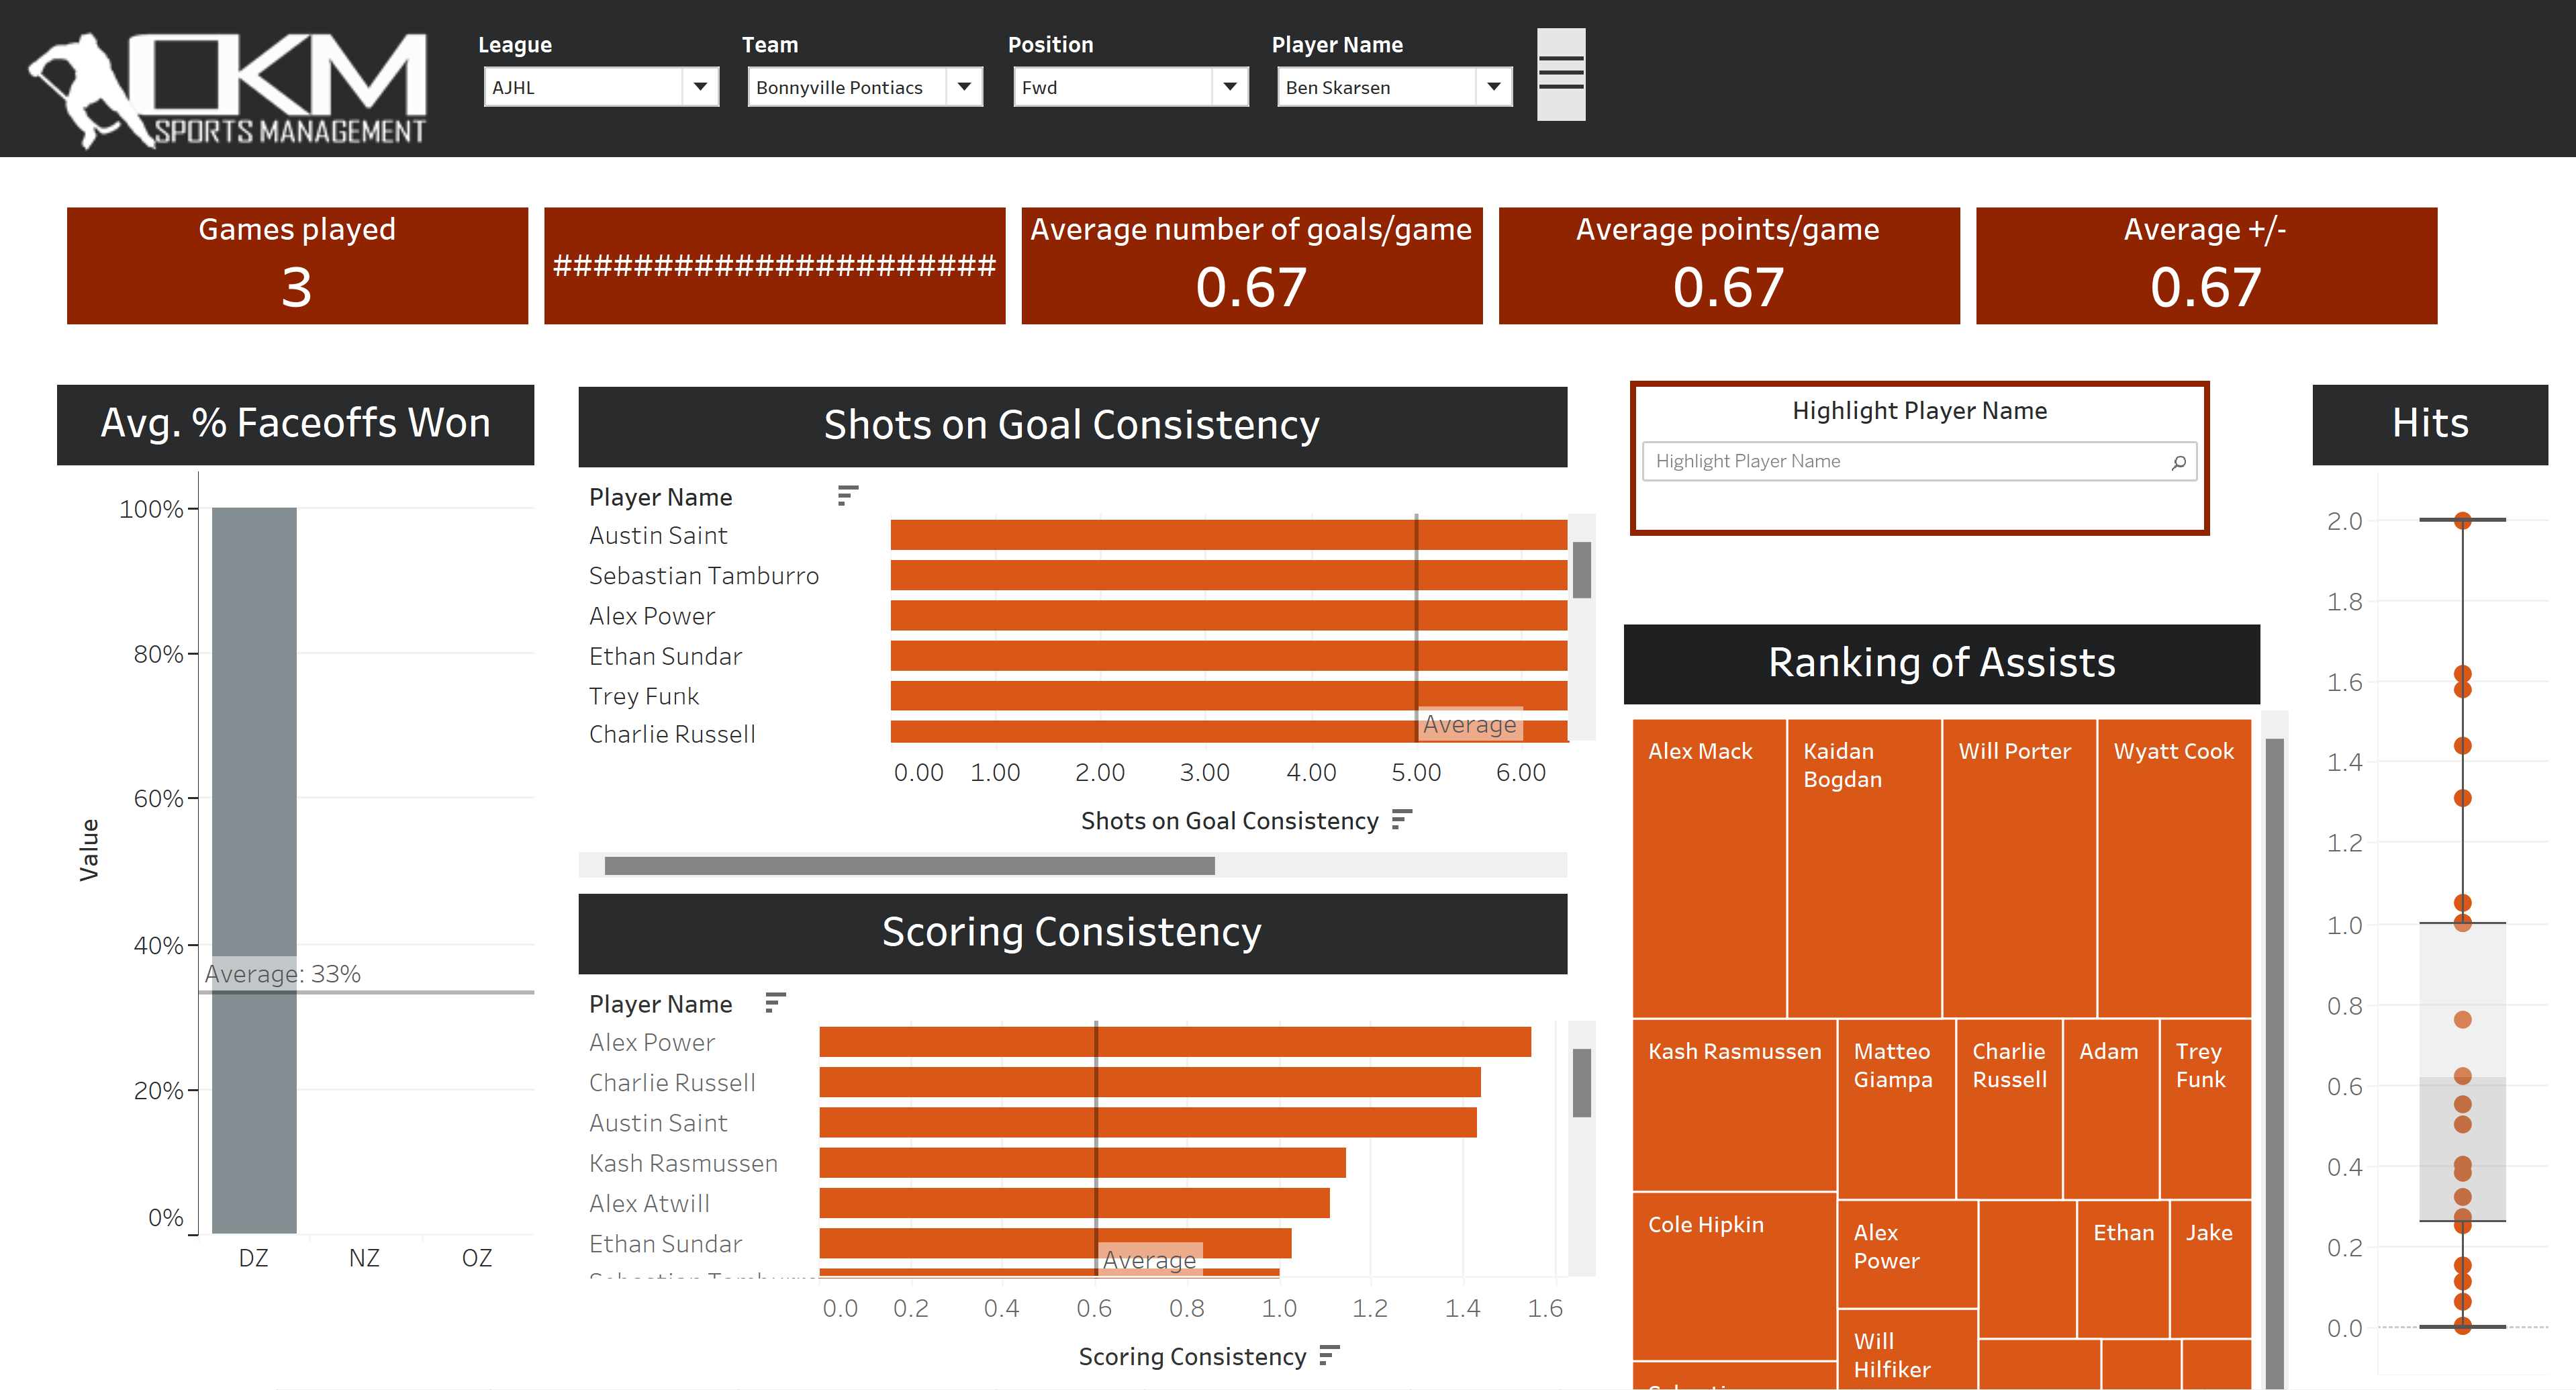 CKM
SPORTS MANAGEMENT
League
Team
Position
Player Name
AJHL
Bonnyville Pontiacs
Fwd
Ben Skarsen
Games played
3
######################
Average number of goals/game
0.67
Average points/game
0.67
Average +/-
0.67
Avg. % Faceoffs Won
100%
80%
60%
40%
20%
0%
Value
Average: 33%
DZ
NZ
OZ
Shots on Goal Consistency
Player Name
Austin Saint
Sebastian Tamburro
Alex Power
Ethan Sundar
Trey Funk
Charlie Russell
Average
0.00
1.00
2.00
3.00
4.00
5.00
6.00
Shots on Goal Consistency
Scoring Consistency
Player Name
Alex Power
Charlie Russell
Austin Saint
Kash Rasmussen
Alex Atwill
Ethan Sundar
Average
0.0
0.2
0.4
0.6
0.8
1.0
1.2
1.4
1.6
Scoring Consistency
Highlight Player Name
Highlight Player Name
Ranking of Assists
Alex Mack
Kaidan
Bogdan
Will Porter
Wyatt Cook
Kash Rasmussen
Matteo
Giampa
Charlie
Russell
Adam
Trey
Funk
Cole Hipkin
Alex
Power
Ethan
Jake
Will
Hilfiker
Hits
2.0
1.8
1.6
1.4
1.2
1.0
0.8
0.6
0.4
0.2
0.0